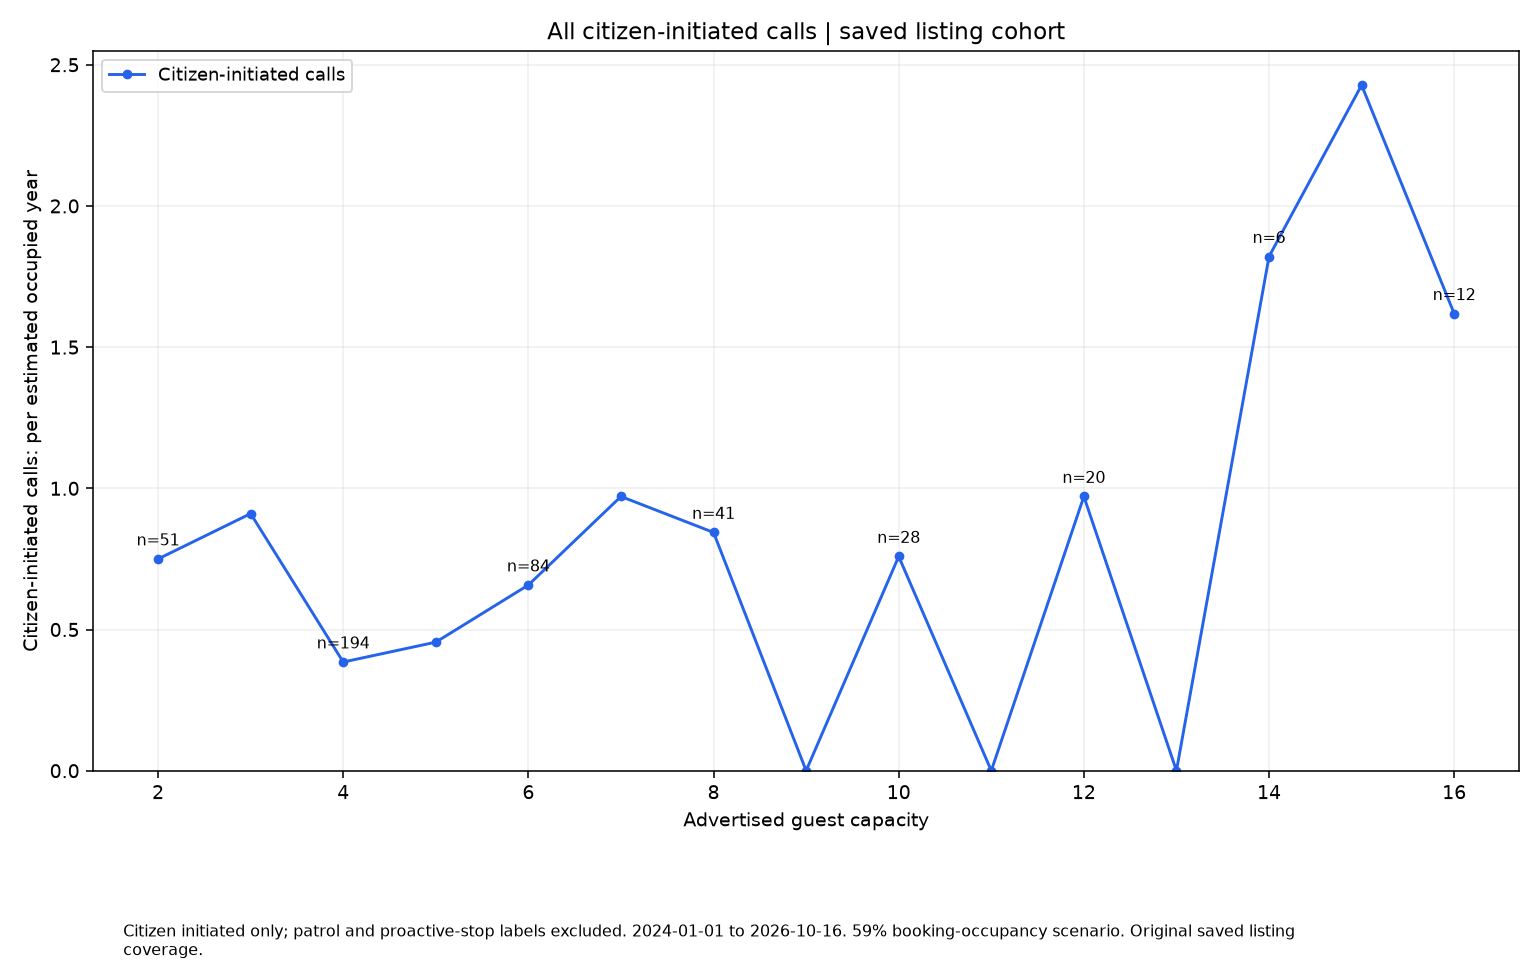 All citizen-initiated calls | saved listing cohort
Citizen-initiated calls
Citizen-initiated calls: per estimated occupied year
2.5
2.0
1.5
1.0
0.5
0.0
n=51
n=194
n=84
n=41
n=28
n=20
n=6
n=12
2 4 6 8 10 12 14 16
Advertised guest capacity
Citizen initiated only; patrol and proactive-stop labels excluded. 2024-01-01 to 2026-10-16. 59% booking-occupancy scenario. Original saved listing
coverage.